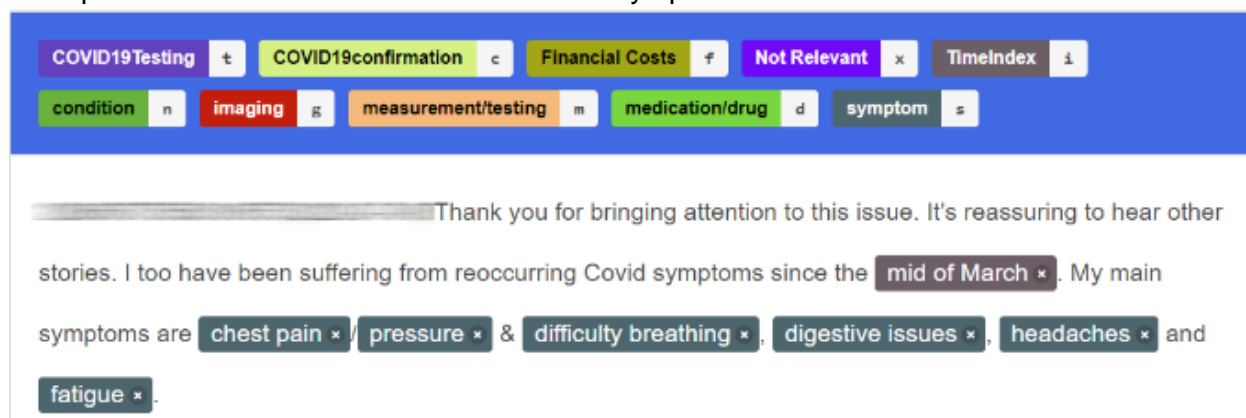 COVID19Testing t COVID19confirmation c Financial Costs f Not Relevant x TimeIndex i
condition n imaging g measurement/testing m medication/drug d symptom s
Thank you for bringing attention to this issue. It's reassuring to hear other
stories. I too have been suffering from reoccurring Covid symptoms since the mid of March × . My main
symptoms are chest pain × / pressure × & difficulty breathing × , digestive issues × , headaches × and
fatigue × .